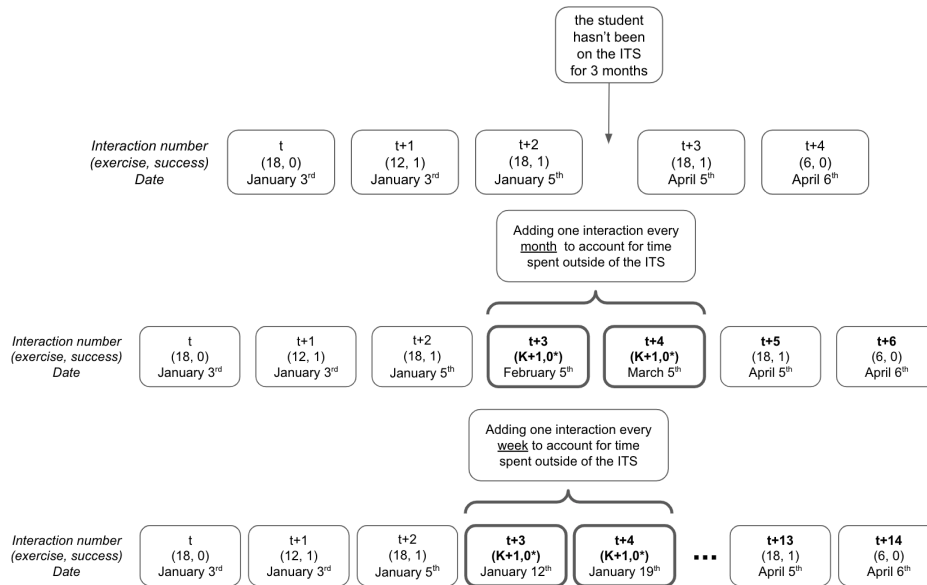 the student
hasn't been
on the ITS
for 3 months
Interaction number
(exercise, success)
Date
t
(18, 0)
January 3rd
t+1
(12, 1)
January 3rd
t+2
(18, 1)
January 5th
t+3
(18, 1)
April 5th
t+4
(6, 0)
April 6th
Adding one interaction every
month to account for time
spent outside of the ITS
Interaction number
(exercise, success)
Date
t
(18, 0)
January 3rd
t+1
(12, 1)
January 3rd
t+2
(18, 1)
January 5th
t+3
(K+1,0*)
February 5th
t+4
(K+1,0*)
March 5th
t+5
(18, 1)
April 5th
t+6
(6, 0)
April 6th
Adding one interaction every
week to account for time
spent outside of the ITS
Interaction number
(exercise, success)
Date
t
(18, 0)
January 3rd
t+1
(12, 1)
January 3rd
t+2
(18, 1)
January 5th
t+3
(K+1,0*)
January 12th
t+4
(K+1,0*)
January 19th
...
t+13
(18, 1)
April 5th
t+14
(6, 0)
April 6th